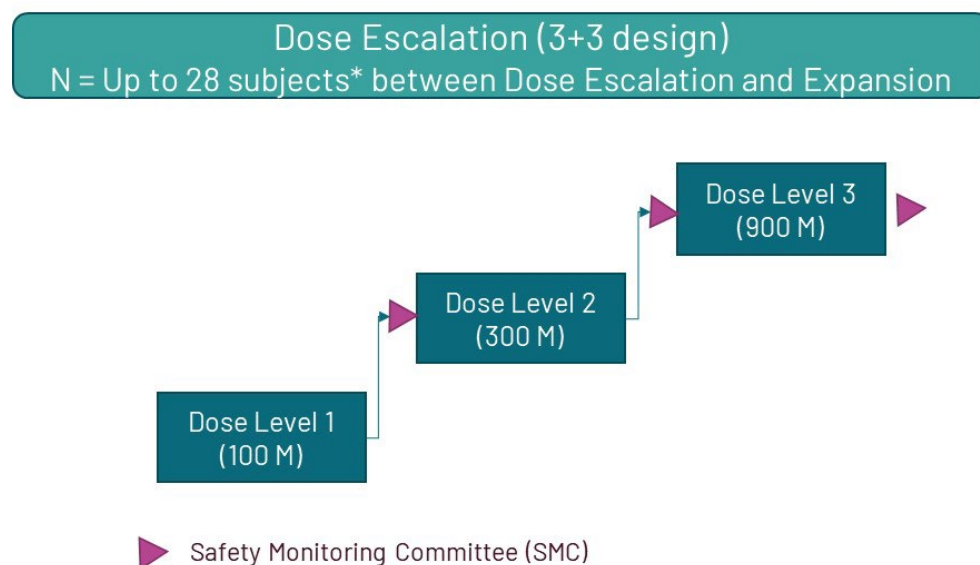 Dose Escalation (3+3 design)
N = Up to 28 subjects* between Dose Escalation and Expansion
Dose Level 3
(900 M)
Dose Level 2
(300 M)
Dose Level 1
(100 M)
Safety Monitoring Committee (SMC)